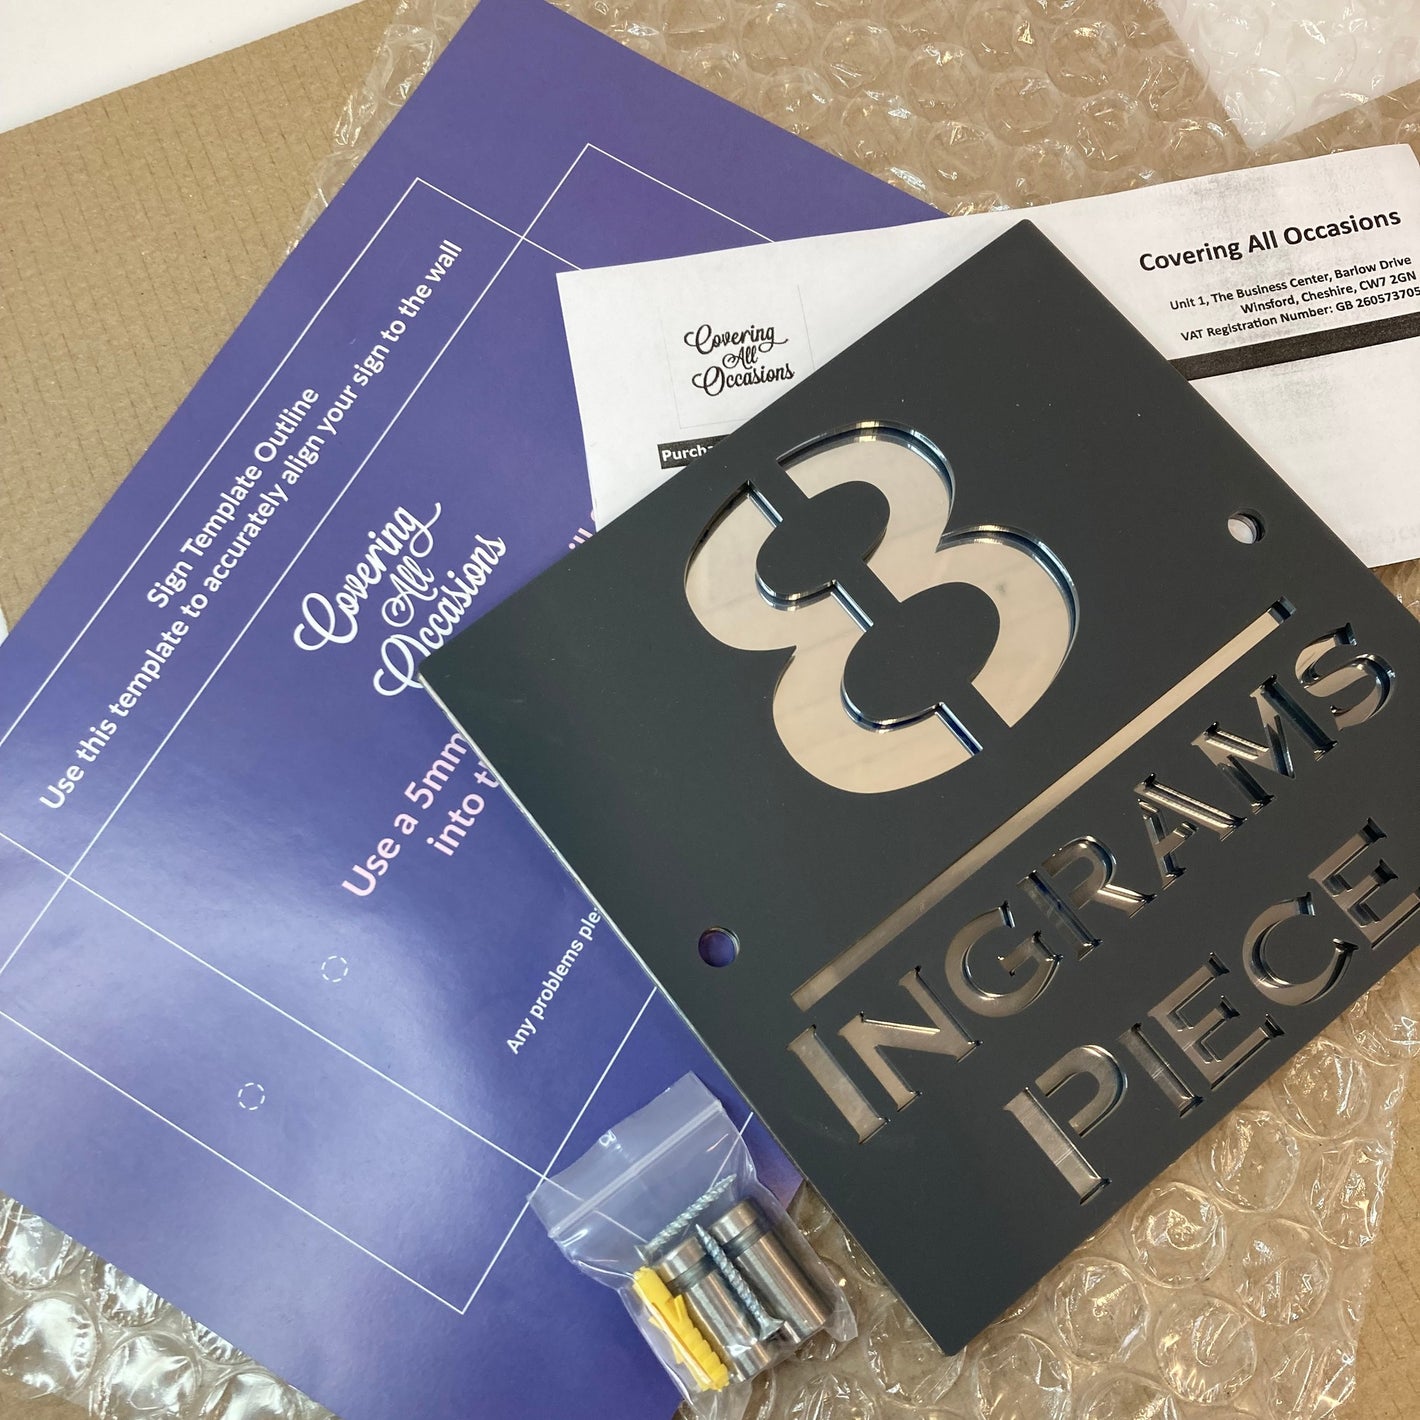 Sign Template Outline
Use this template to accurately align your sign to the wall
Covering
All
Occasions
Use a 5mm
into
Any problems
Covering
All
Occasions
Covering All Occasions
Unit 1, The Business Center, Barlow Drive
Winsford, Cheshire, CW7 2GN
VAT Registration Number: GB 260573705
8
INGRAMS
PIECE